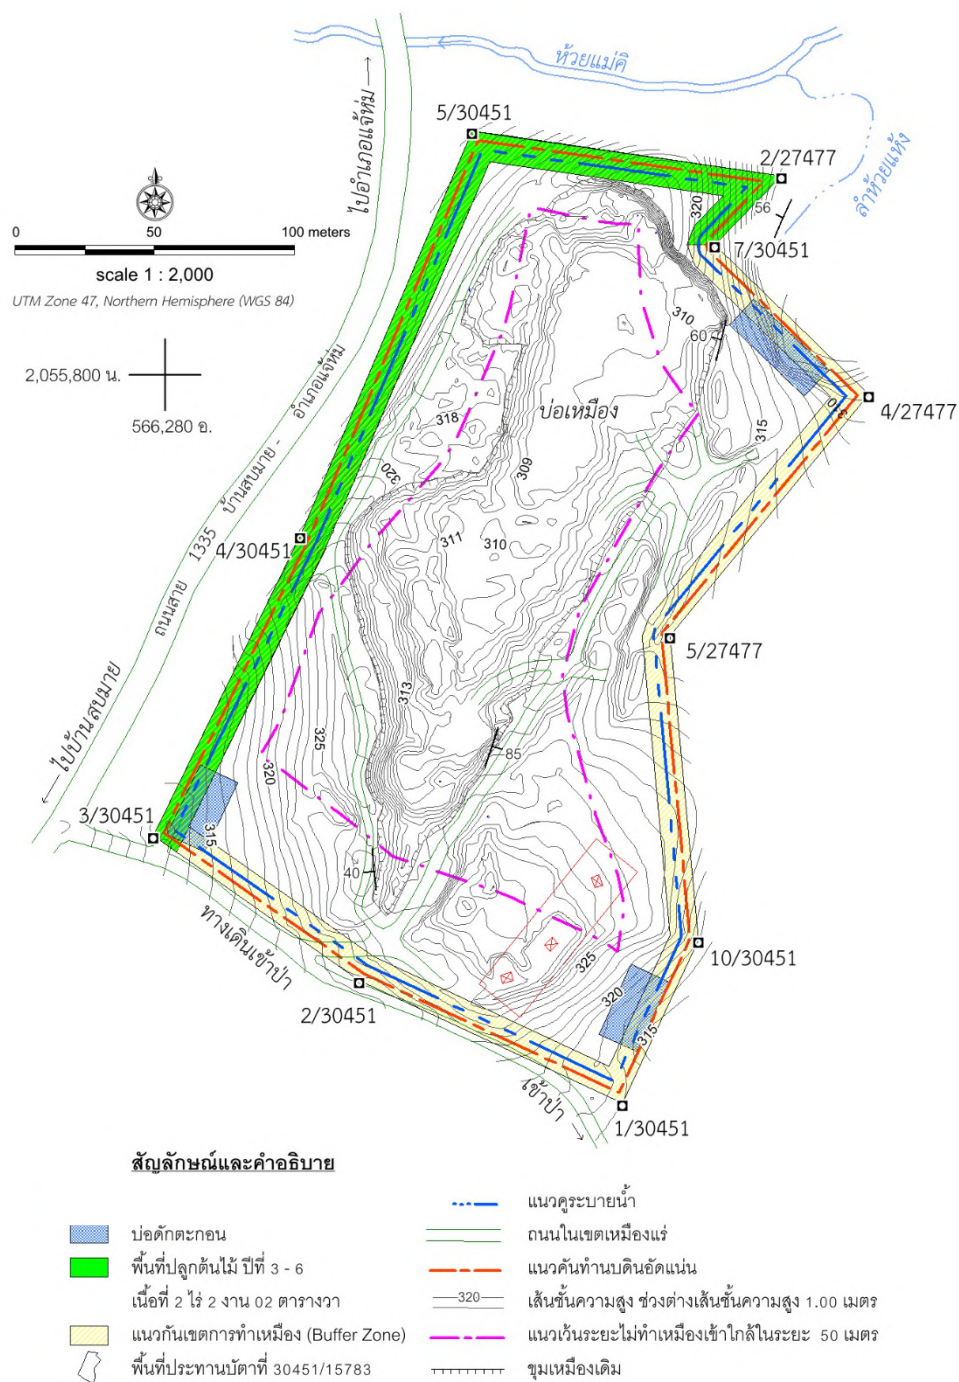 ห้วยแม่คิ
ลำห้วยแห้ง
ไปอำเภอแจ้ห่ม
5/30451
2/27477
320
56
7/30451
0 50 100 meters
scale 1 : 2,000
UTM Zone 47, Northern Hemisphere (WGS 84)
310
60
2,055,800 น.
566,280 อ.
ถนนสาย 1335 บ้านสบมาย - อำเภอแจ้ห่ม
บ่อเหมือง
318
315
310
4/27477
320
309
4/30451
311
310
5/27477
313
ไปบ้านสบมาย
325
320
85
3/30451
315
40
ทางเดินเข้าป่า
325
10/30451
2/30451
320
315
เข้าป่า
1/30451
สัญลักษณ์และคำอธิบาย
แนวคูระบายน้ำ
บ่อดักตะกอน
ถนนในเขตเหมืองแร่
พื้นที่ปลูกต้นไม้ ปีที่ 3 - 6
แนวคันทำนบดินอัดแน่น
เนื้อที่ 2 ไร่ 2 งาน 02 ตารางวา
320
เส้นชั้นความสูง ช่วงต่างเส้นชั้นความสูง 1.00 เมตร
แนวกันเขตการทำเหมือง (Buffer Zone)
แนวเว้นระยะไม่ทำเหมืองเข้าใกล้ในระยะ 50 เมตร
พื้นที่ประทานบัตาที่ 30451/15783
ขุมเหมืองเดิม